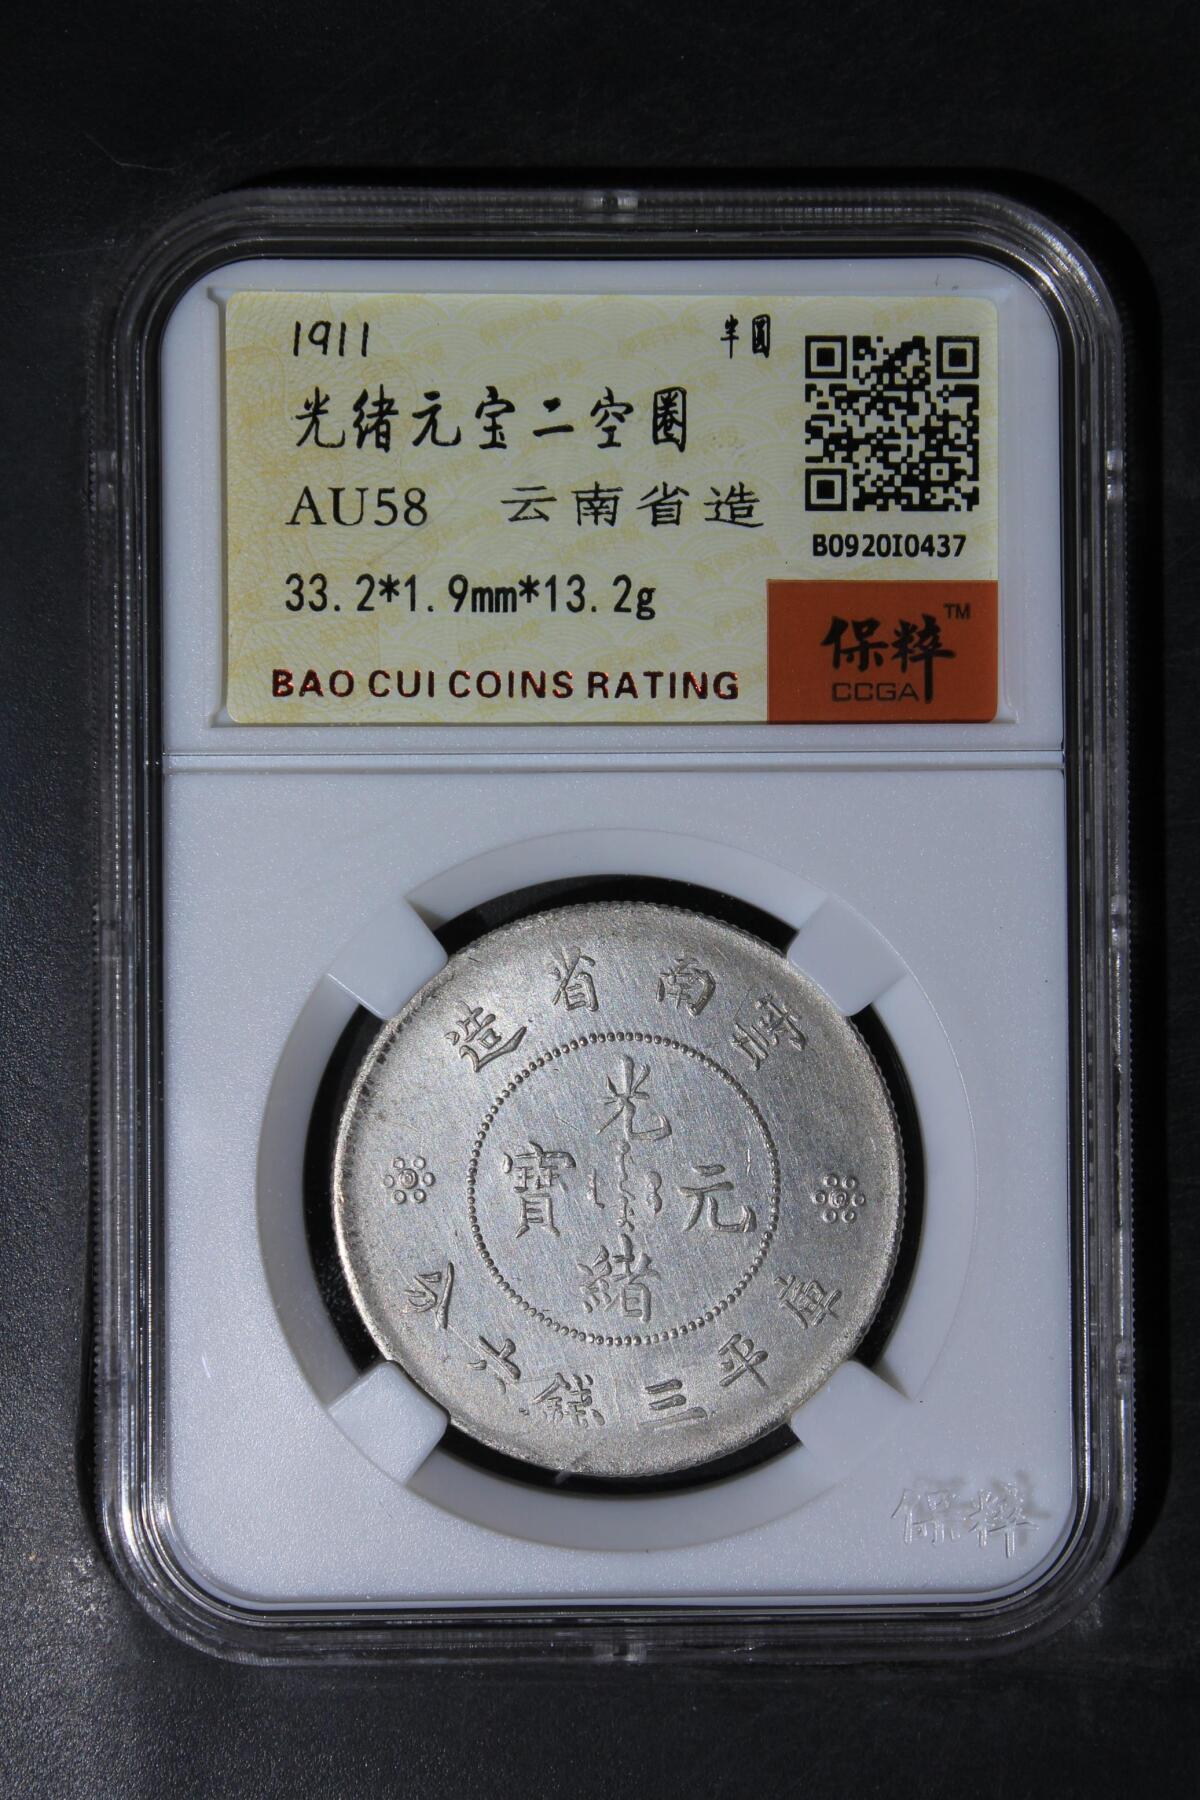 1911 半圆
光绪元宝二空圈
AU58 云南省造
B0920I0437
33.2*1.9mm*13.2g
保粹™
CCGA
BAO CUI COINS RATING
雲南省造
光緒元寶
庫平三錢六分
保粹